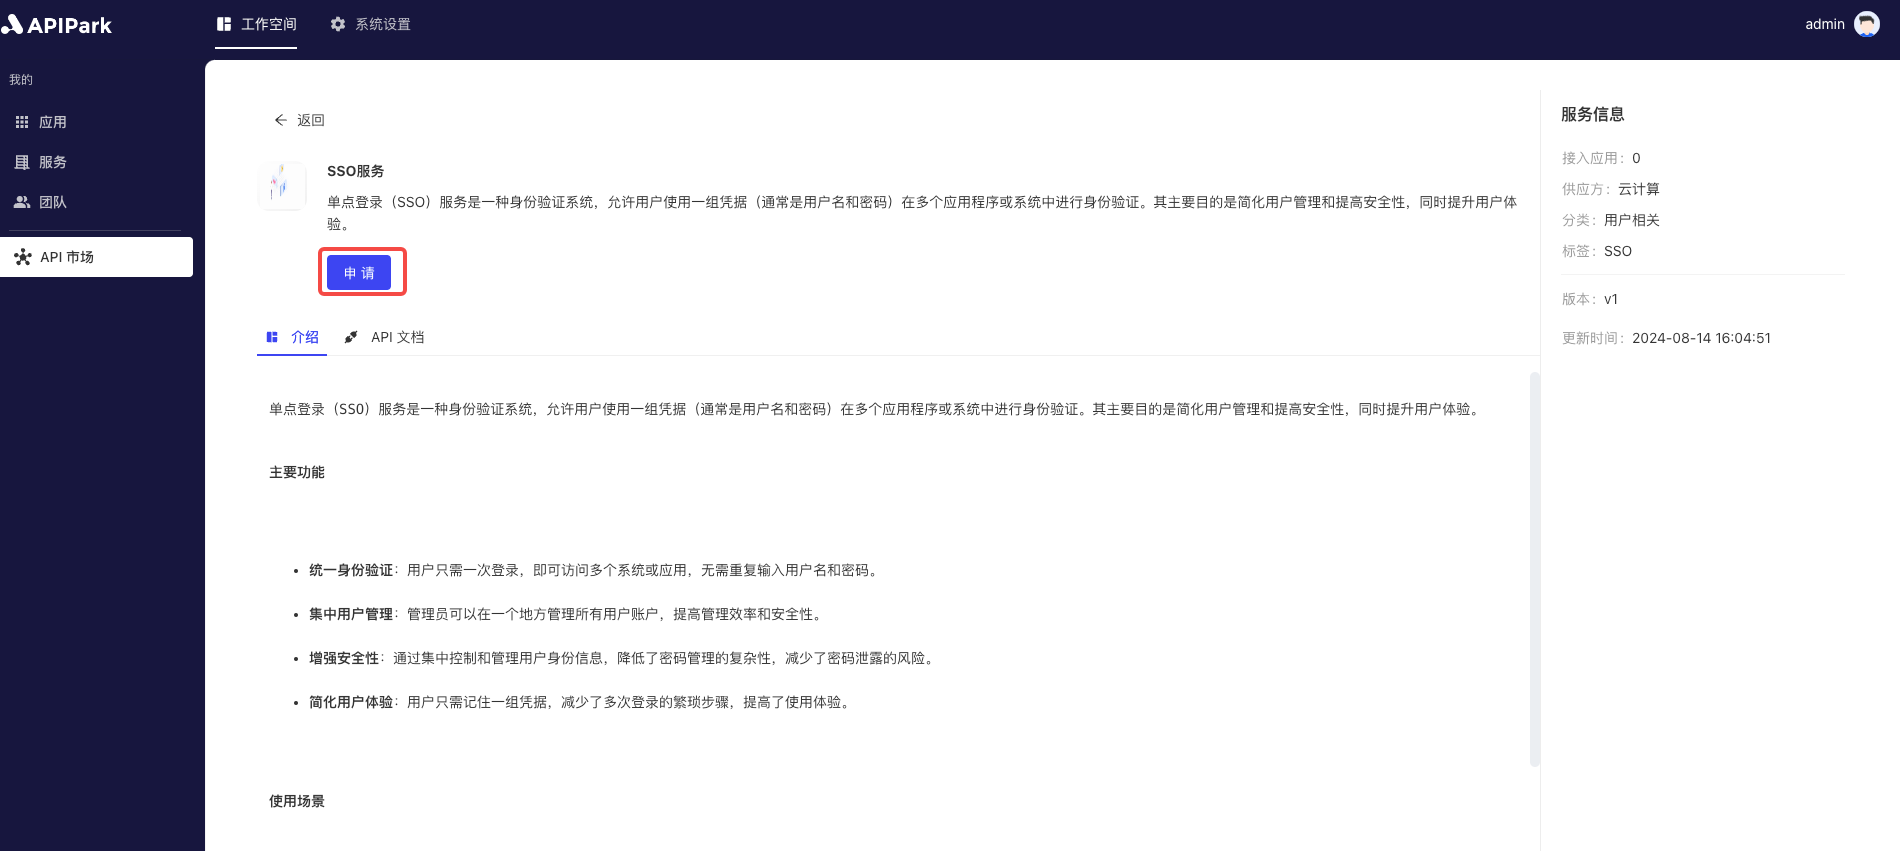 APIPark
工作空间
系统设置
admin
我的
应用
服务
团队
API 市场
返回
SSO服务
单点登录（SSO）服务是一种身份验证系统，允许用户使用一组凭据（通常是用户名和密码）在多个应用程序或系统中进行身份验证。其主要目的是简化用户管理和提高安全性，同时提升用户体
验。
申 请
介绍
API 文档
单点登录（SSO）服务是一种身份验证系统，允许用户使用一组凭据（通常是用户名和密码）在多个应用程序或系统中进行身份验证。其主要目的是简化用户管理和提高安全性，同时提升用户体验。
主要功能
• 统一身份验证：用户只需一次登录，即可访问多个系统或应用，无需重复输入用户名和密码。
• 集中用户管理：管理员可以在一个地方管理所有用户账户，提高管理效率和安全性。
• 增强安全性：通过集中控制和管理用户身份信息，降低了密码管理的复杂性，减少了密码泄露的风险。
• 简化用户体验：用户只需记住一组凭据，减少了多次登录的繁琐步骤，提高了使用体验。
使用场景
服务信息
接入应用：0
供应方：云计算
分类：用户相关
标签：SSO
版本：v1
更新时间：2024-08-14 16:04:51